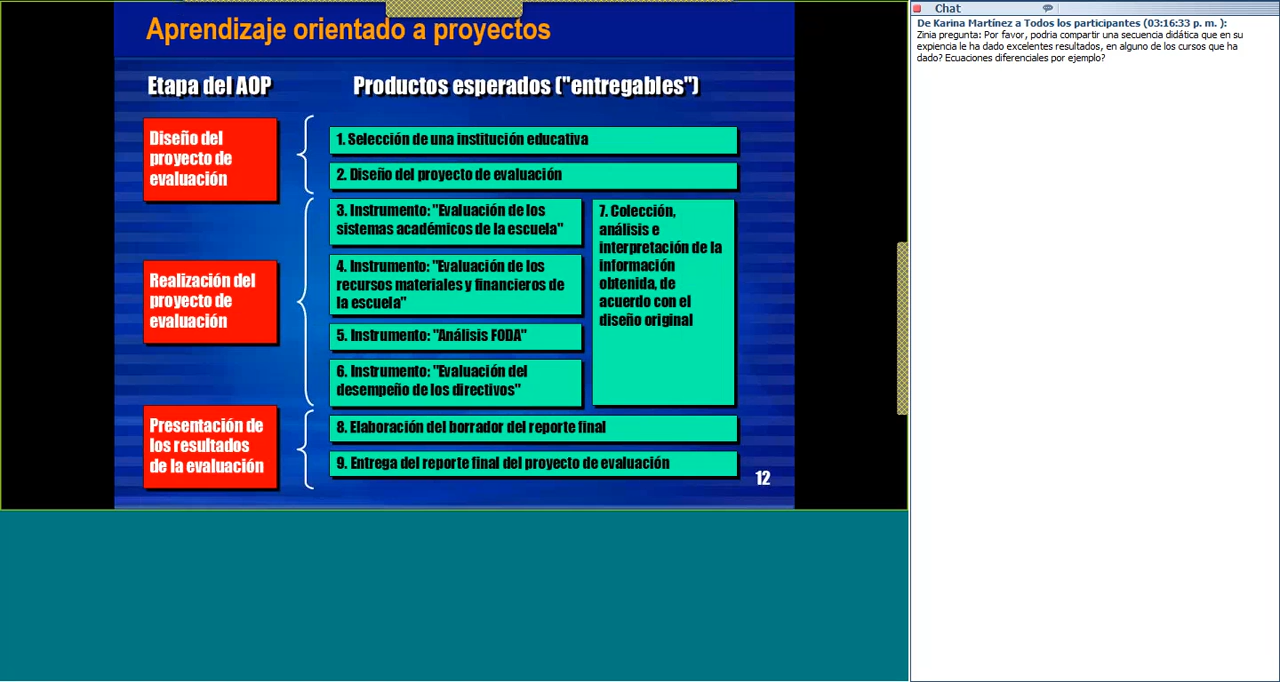 Aprendizaje orientado a proyectos
Etapa del AOP
Productos esperados ("entregables")
Diseño del
proyecto de
evaluación
1. Selección de una institución educativa
2. Diseño del proyecto de evaluación
Realización del
proyecto de
evaluación
3. Instrumento: "Evaluación de los
sistemas académicos de la escuela"
4. Instrumento: "Evaluación de los
recursos materiales y financieros de
la escuela"
5. Instrumento: "Análisis FODA"
6. Instrumento: "Evaluación del
desempeño de los directivos"
7. Colección,
análisis e
interpretación de la
información
obtenida, de
acuerdo con el
diseño original
Presentación de
los resultados
de la evaluación
8. Elaboración del borrador del reporte final
9. Entrega del reporte final del proyecto de evaluación
12
Chat
De Karina Martínez a Todos los participantes (03:16:33 p. m. ):
Zinia pregunta: Por favor, podria compartir una secuencia didática que en su
expiencia le ha dado excelentes resultados, en alguno de los cursos que ha
dado? Ecuaciones diferenciales por ejemplo?